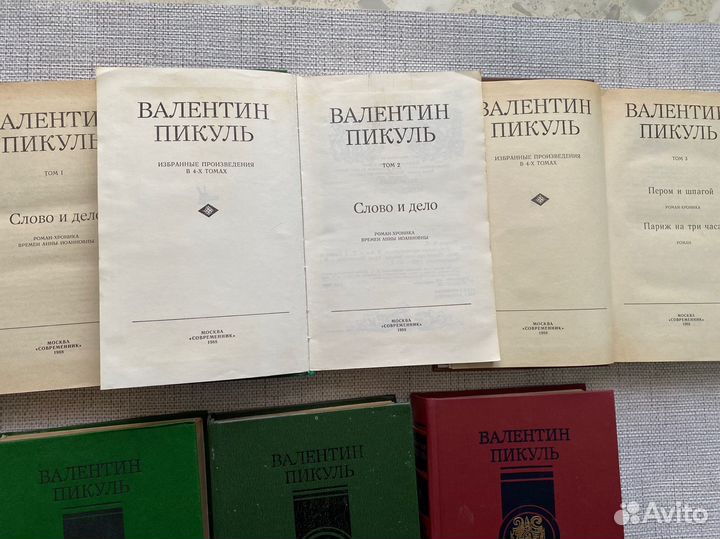 ВАЛЕНТИН
ПИКУЛЬ
ТОМ 1
Слово и дело
РОМАН-ХРОНИКА
ВРЕМЕН АННЫ ИОАННОВНЫ
МОСКВА
«СОВРЕМЕННИК»
1988
ВАЛЕНТИН
ПИКУЛЬ
ИЗБРАННЫЕ ПРОИЗВЕДЕНИЯ
В 4-Х ТОМАХ
МОСКВА
«СОВРЕМЕННИК»
1988
ВАЛЕНТИН
ПИКУЛЬ
ТОМ 2
Слово и дело
РОМАН-ХРОНИКА
ВРЕМЕН АННЫ ИОАННОВНЫ
МОСКВА
«СОВРЕМЕННИК»
1988
ВАЛЕНТИН
ПИКУЛЬ
ИЗБРАННЫЕ ПРОИЗВЕДЕНИЯ
В 4-Х ТОМАХ
МОСКВА
«СОВРЕМЕННИК»
1988
ВАЛЕНТИН
ПИКУЛЬ
ТОМ 3
Пером и шпагой
РОМАН-ХРОНИКА
Париж на три часа
РОМАН
МОСКВА
«СОВРЕМЕННИК»
1988
ВАЛЕНТИН
ПИКУЛЬ
ВАЛЕНТИН
ПИКУЛЬ
ВАЛЕНТИН
ПИКУЛЬ
Avito